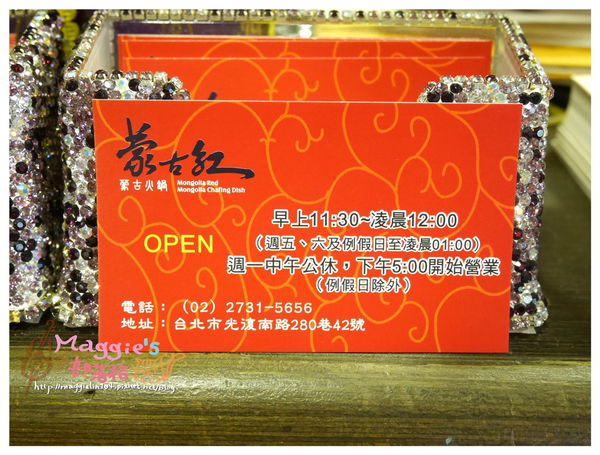 蒙古紅
蒙古火鍋
Mongolia Red
Mongolia Chafing Dish
早上11:30~凌晨12:00
OPEN
(週五、六及例假日至凌晨01:00)
週一中午公休，下午5:00開始營業
(例假日除外)
電話：(02) 2731-5656
地址：台北市光復南路280巷42號
Maggie's